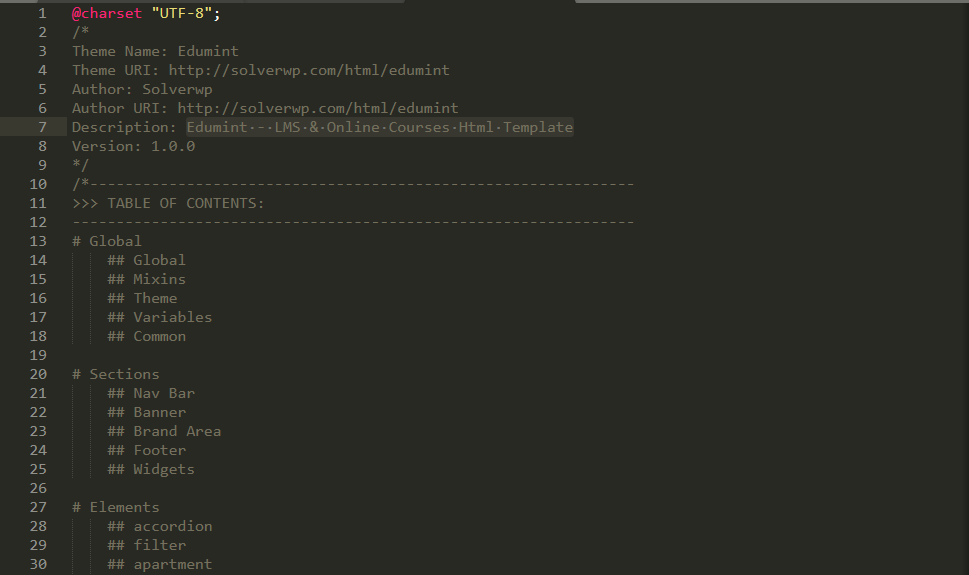 1 @charset "UTF-8";
2 /*
3 Theme Name: Edumint
4 Theme URI: http://solverwp.com/html/edumint
5 Author: Solverwp
6 Author URI: http://solverwp.com/html/edumint
7 Description: Edumint - LMS & Online Courses Html Template
8 Version: 1.0.0
9 */
10 /*--------------------------------------------------------------
11 >>> TABLE OF CONTENTS:
12 ----------------------------------------------------------------
13 # Global
14 ## Global
15 ## Mixins
16 ## Theme
17 ## Variables
18 ## Common
19
20 # Sections
21 ## Nav Bar
22 ## Banner
23 ## Brand Area
24 ## Footer
25 ## Widgets
26
27 # Elements
28 ## accordion
29 ## filter
30 ## apartment